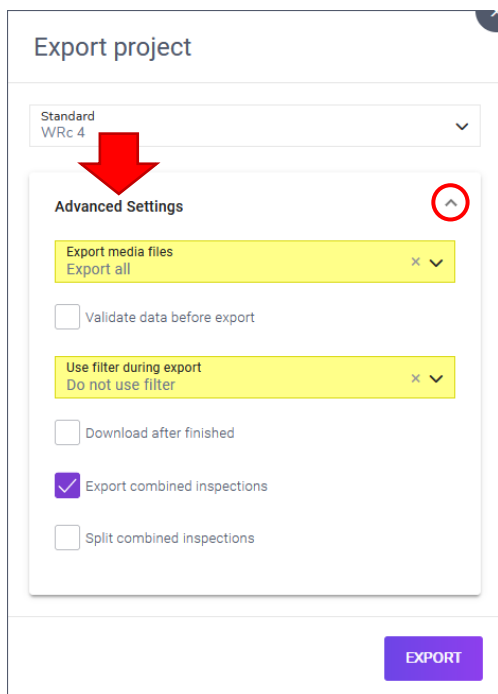 Export project
Standard
WRc 4
Advanced Settings
Export media files
Export all
Validate data before export
Use filter during export
Do not use filter
Download after finished
Export combined inspections
Split combined inspections
EXPORT